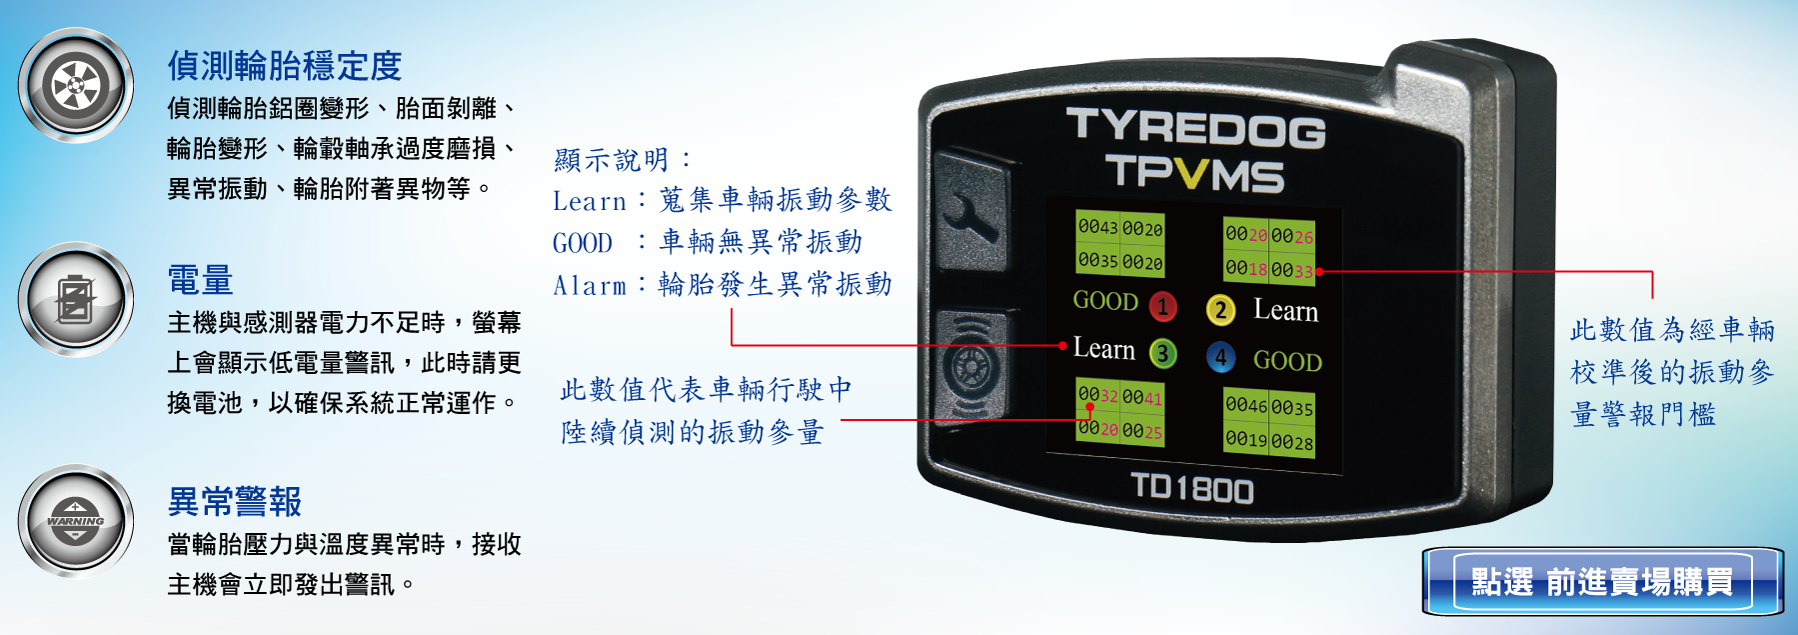 偵測輪胎穩定度
偵測輪胎鋁圈變形、胎面剝離、
輪胎變形、輪轂軸承過度磨損、
異常振動、輪胎附著異物等。
電量
主機與感測器電力不足時，螢幕
上會顯示低電量警訊，此時請更
換電池，以確保系統正常運作。
WARNING
異常警報
當輪胎壓力與溫度異常時，接收
主機會立即發出警訊。
顯示說明：
Learn：蒐集車輛振動參數
GOOD ：車輛無異常振動
Alarm：輪胎發生異常振動
此數值代表車輛行駛中
陸續偵測的振動參量
TYREDOG
TPVMS
0043 0020 0020 0026
0035 0020 0018 0033
GOOD 1 2 Learn
Learn 3 4 GOOD
0032 0041 0046 0035
0020 0025 0019 0028
TD1800
此數值為經車輛
校準後的振動參
量警報門檻
點選 前進賣場購買